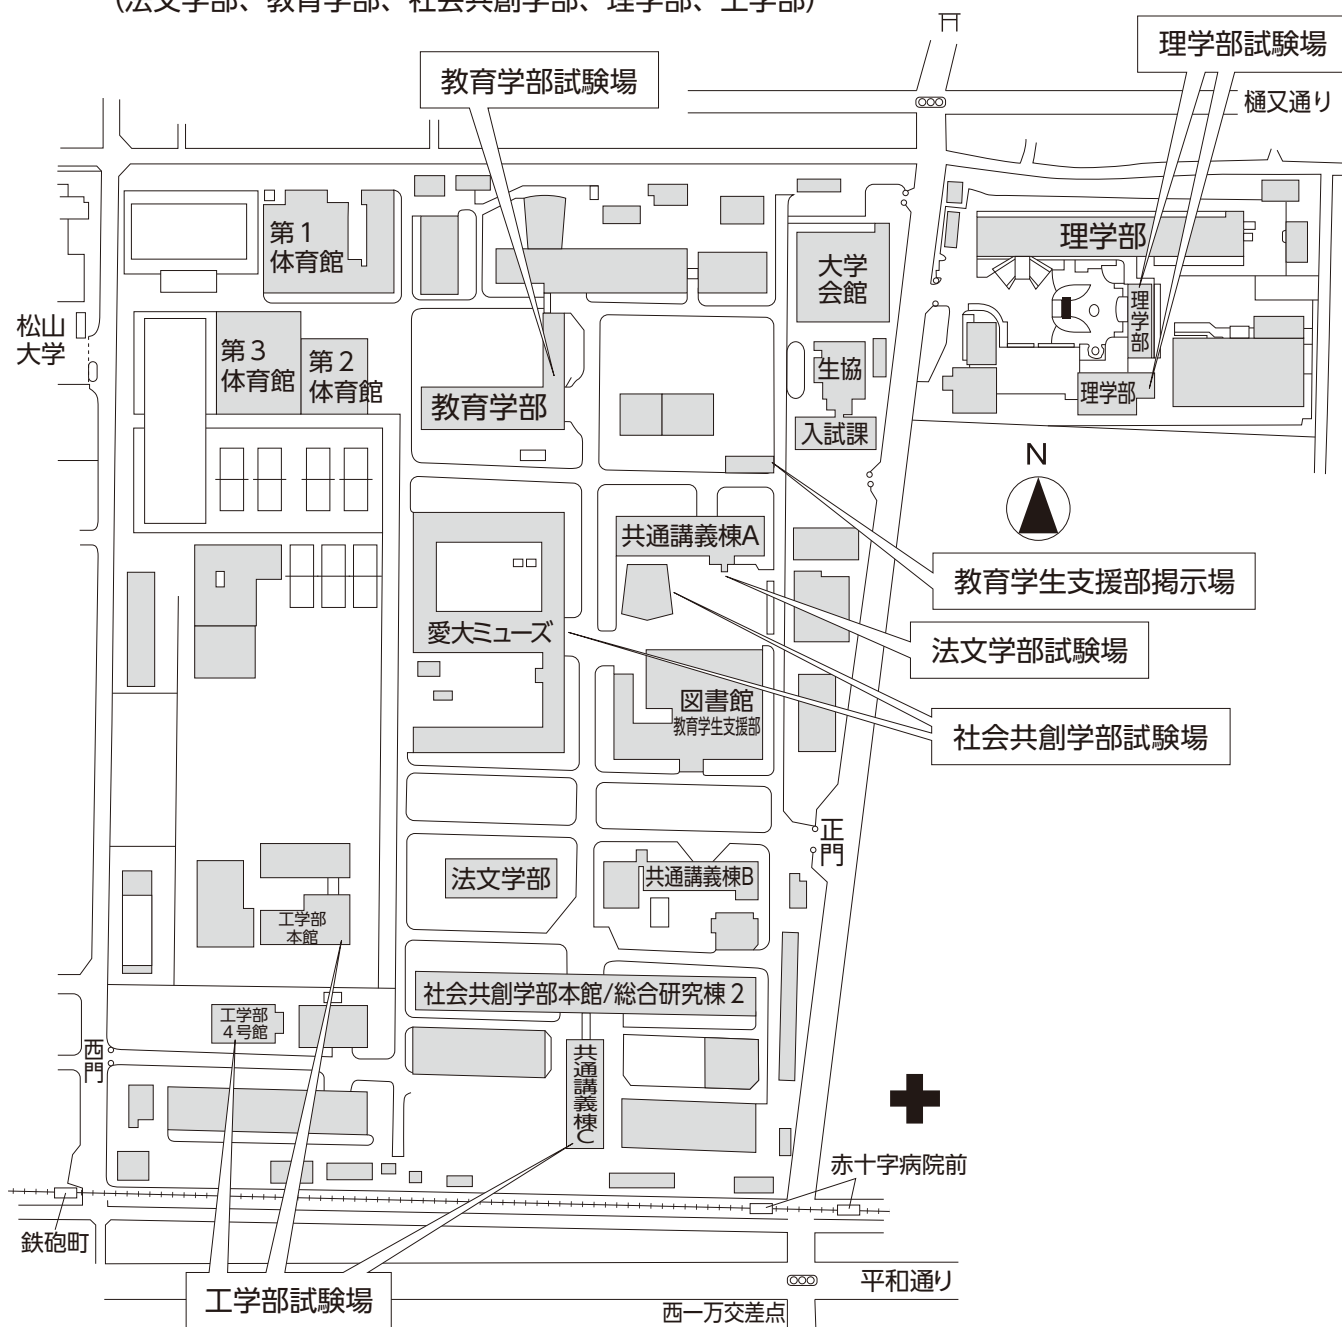 (法文学部、教育学部、社会共創学部、理学部、工学部)
理学部試験場
教育学部試験場
樋又通り
第1
体育館
理学部
大学
会館
理学部
松山
大学
第3
体育館
第2
体育館
生協
教育学部
理学部
入試課
N
共通講義棟A
教育学生支援部掲示場
愛大ミューズ
法文学部試験場
図書館
教育学生支援部
社会共創学部試験場
正門
法文学部
共通講義棟B
工学部
本館
社会共創学部本館/総合研究棟2
工学部
4号館
西門
共通講義棟C
赤十字病院前
鉄砲町
平和通り
工学部試験場
西一万交差点